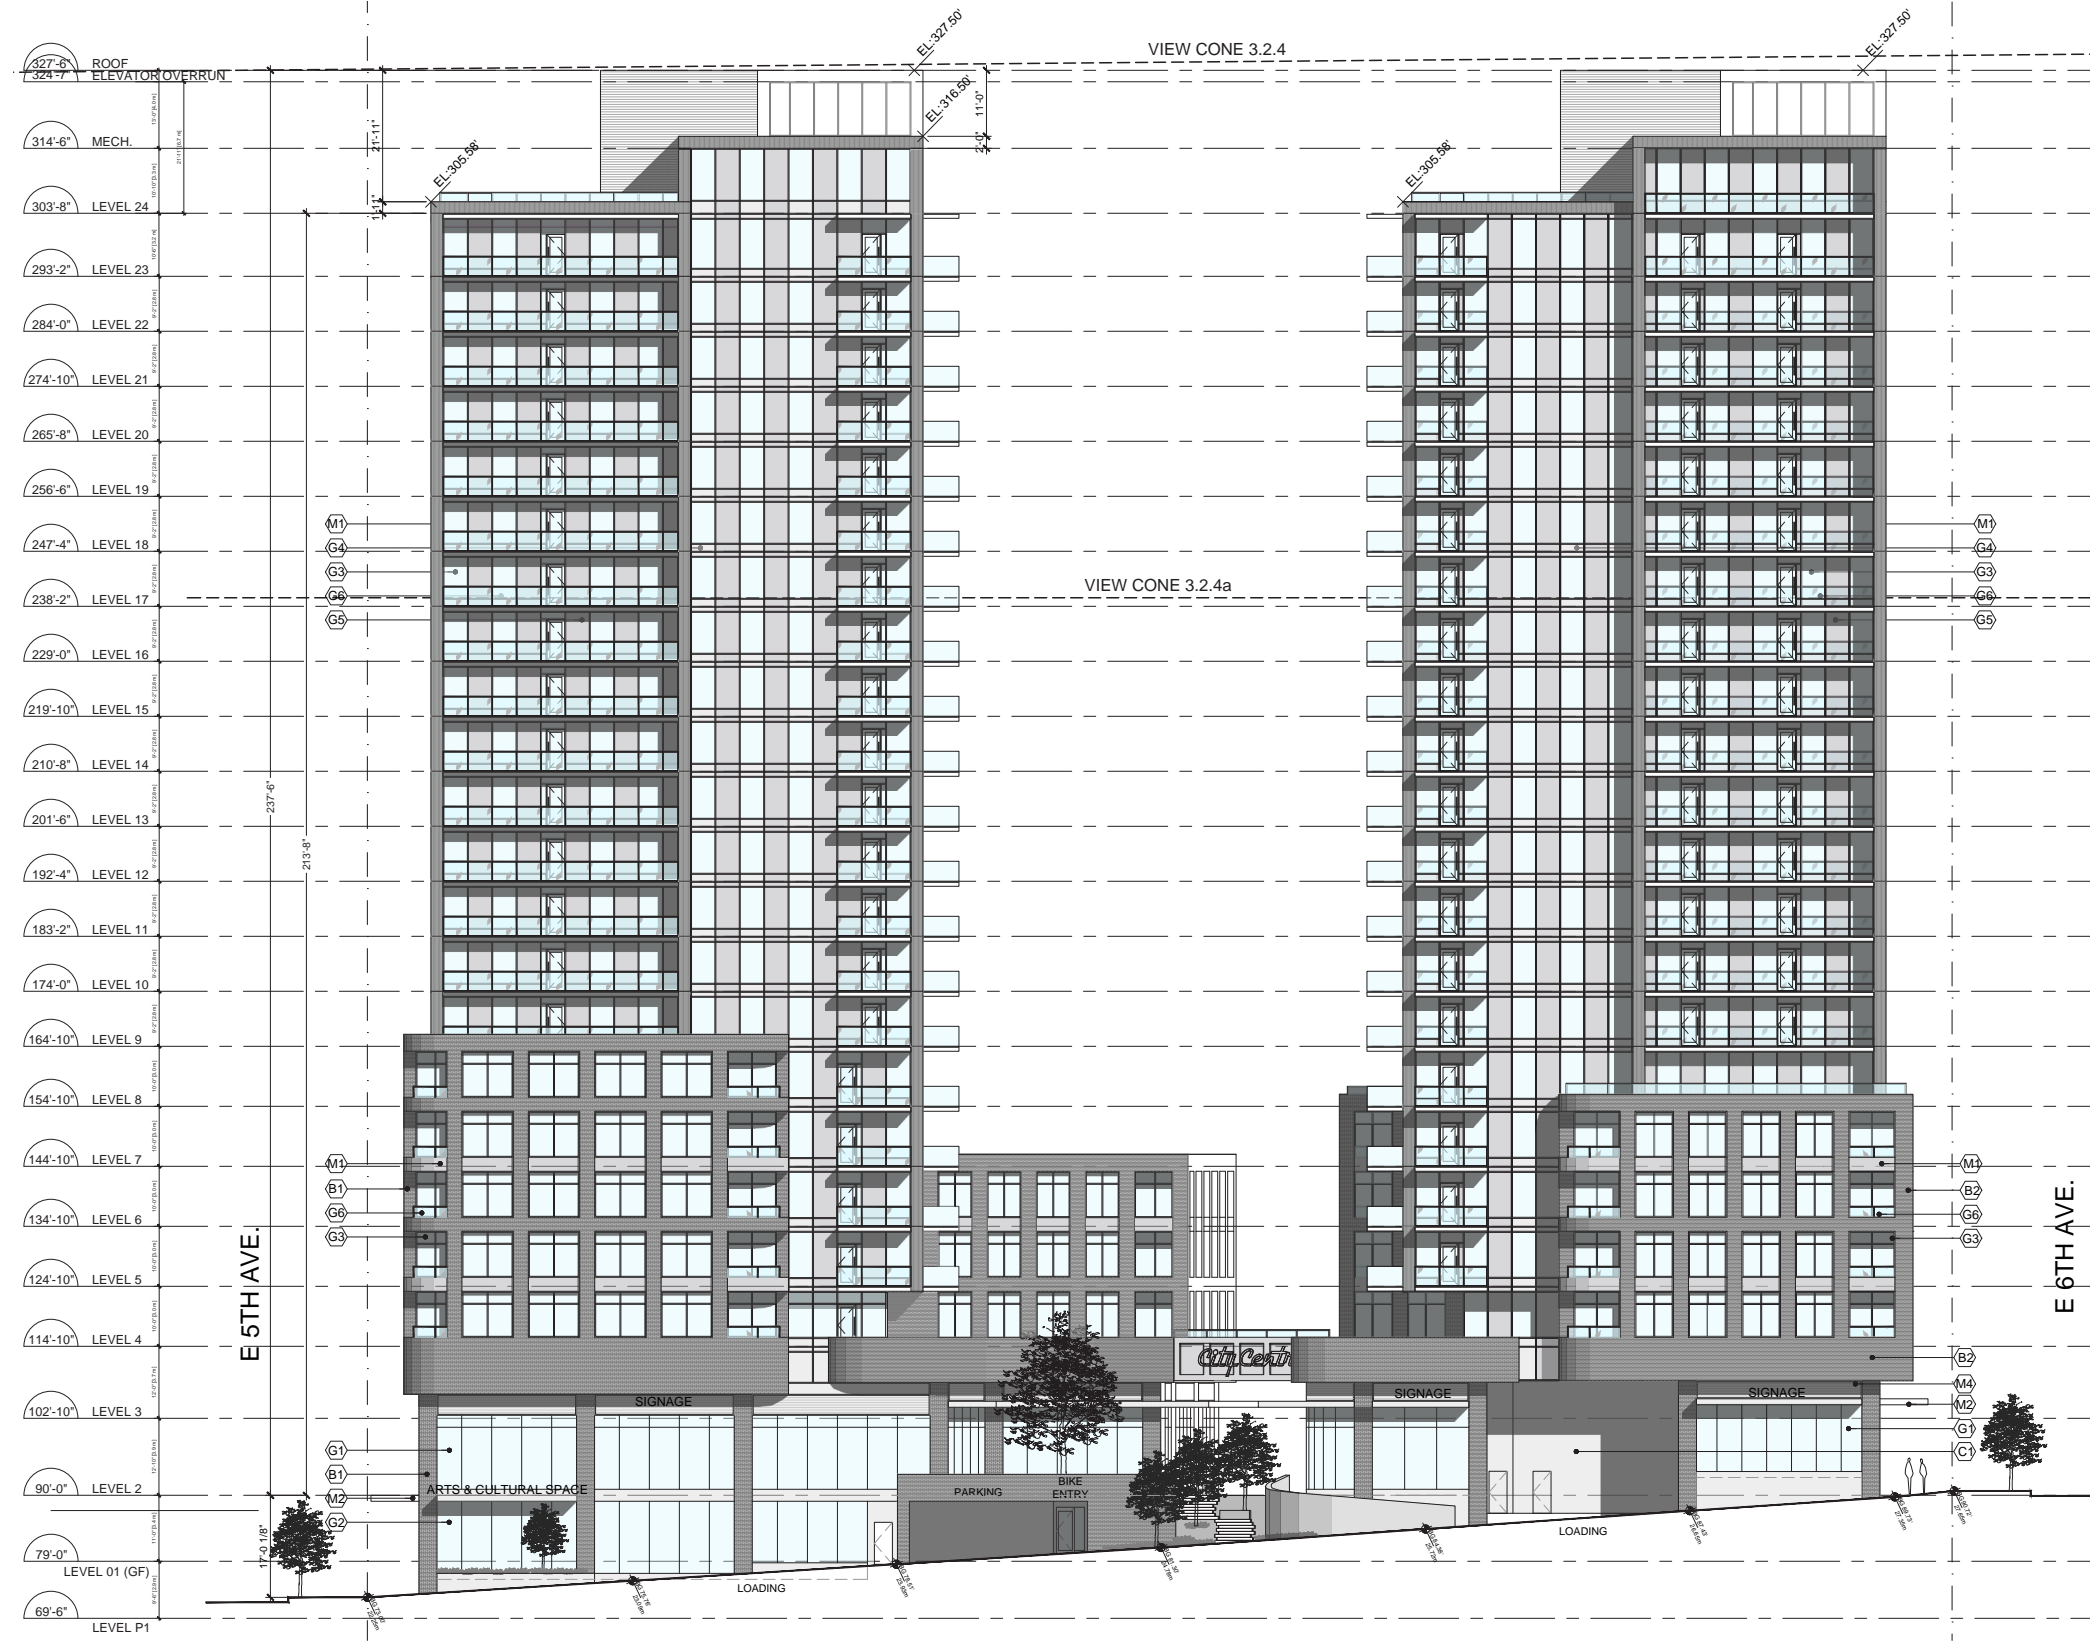 EL:327.50'
EL:327.50'
VIEW CONE 3.2.4
327'-6" ROOF
324'-7" ELEVATOR OVERRUN
EL:316.50'
11'-0"
21'-11"
2'-0"
314'-6" MECH.
EL:305.58'
EL:305.58'
1'-11"
303'-8" LEVEL 24
293'-2" LEVEL 23
284'-0" LEVEL 22
274'-10" LEVEL 21
265'-8" LEVEL 20
256'-6" LEVEL 19
M1
M1
247'-4" LEVEL 18
G4
G4
G3
G3
VIEW CONE 3.2.4a
238'-2" LEVEL 17
G6
G6
G5
G5
229'-0" LEVEL 16
219'-10" LEVEL 15
210'-8" LEVEL 14
237'-6"
201'-6" LEVEL 13
213'-8"
192'-4" LEVEL 12
183'-2" LEVEL 11
174'-0" LEVEL 10
164'-10" LEVEL 9
154'-10" LEVEL 8
144'-10" LEVEL 7
M1
M1
B1
B2
134'-10" LEVEL 6
G6
G6
G3
G3
E 5TH AVE.
E 6TH AVE.
124'-10" LEVEL 5
114'-10" LEVEL 4
City Centr
B2
M4
SIGNAGE
SIGNAGE
SIGNAGE
M2
102'-10" LEVEL 3
G1
G1
C1
B1
90'-0" LEVEL 2
ARTS & CULTURAL SPACE
PARKING
BIKE
ENTRY
M2
G2
17'-0 1/8"
LOADING
79'-0"
LEVEL 01 (GF)
LOADING
69'-6"
LEVEL P1